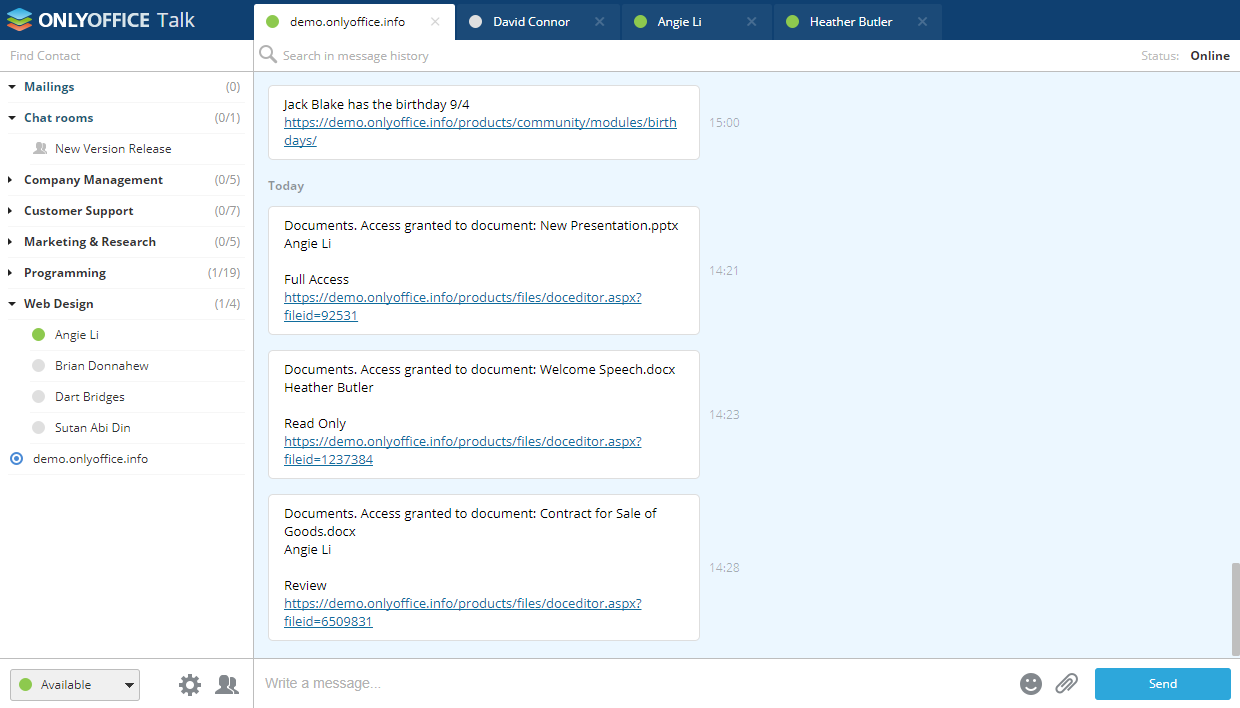 ONLYOFFICE Talk
demo.onlyoffice.info
David Connor
Angie Li
Heather Butler
Find Contact
Search in message history
Status: Online
Mailings (0)
Chat rooms (0/1)
New Version Release
Company Management (0/5)
Customer Support (0/7)
Marketing & Research (0/5)
Programming (1/19)
Web Design (1/4)
Angie Li
Brian Donnahew
Dart Bridges
Sutan Abi Din
demo.onlyoffice.info
Available
Jack Blake has the birthday 9/4
https://demo.onlyoffice.info/products/community/modules/birth
days/
15:00
Today
Documents. Access granted to document: New Presentation.pptx
Angie Li
Full Access
https://demo.onlyoffice.info/products/files/doceditor.aspx?
fileid=92531
14:21
Documents. Access granted to document: Welcome Speech.docx
Heather Butler
Read Only
https://demo.onlyoffice.info/products/files/doceditor.aspx?
fileid=1237384
14:23
Documents. Access granted to document: Contract for Sale of
Goods.docx
Angie Li
Review
https://demo.onlyoffice.info/products/files/doceditor.aspx?
fileid=6509831
14:28
Write a message...
Send